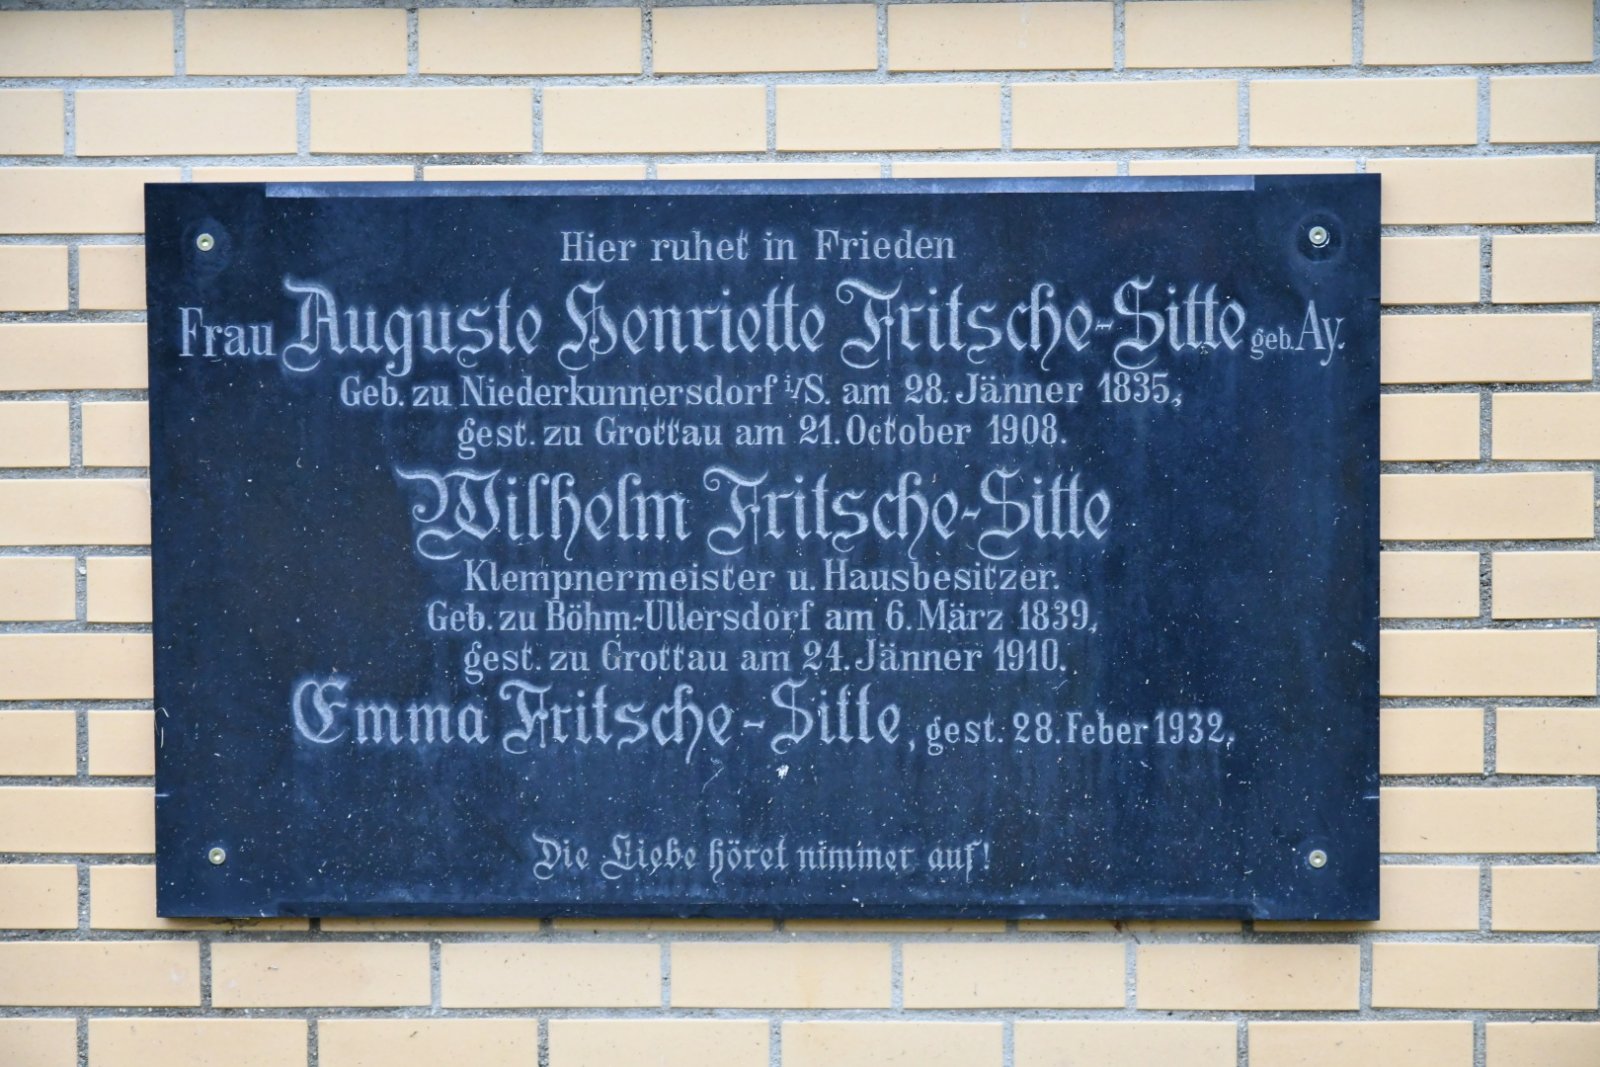 Hier ruhet in Frieden
Frau Auguste Henriette Fritsche-Sitte geb. Ay.
Geb. zu Niederkunnersdorf i/S. am 28. Jänner 1835,
gest. zu Grottau am 21. October 1908.
Wilhelm Fritsche-Sitte
Klempnermeister u. Hausbesitzer.
Geb. zu Böhm.-Ullersdorf am 6. März 1839,
gest. zu Grottau am 24. Jänner 1910.
Emma Fritsche-Sitte, gest. 28. Feber 1932.
Die Liebe höret nimmer auf!